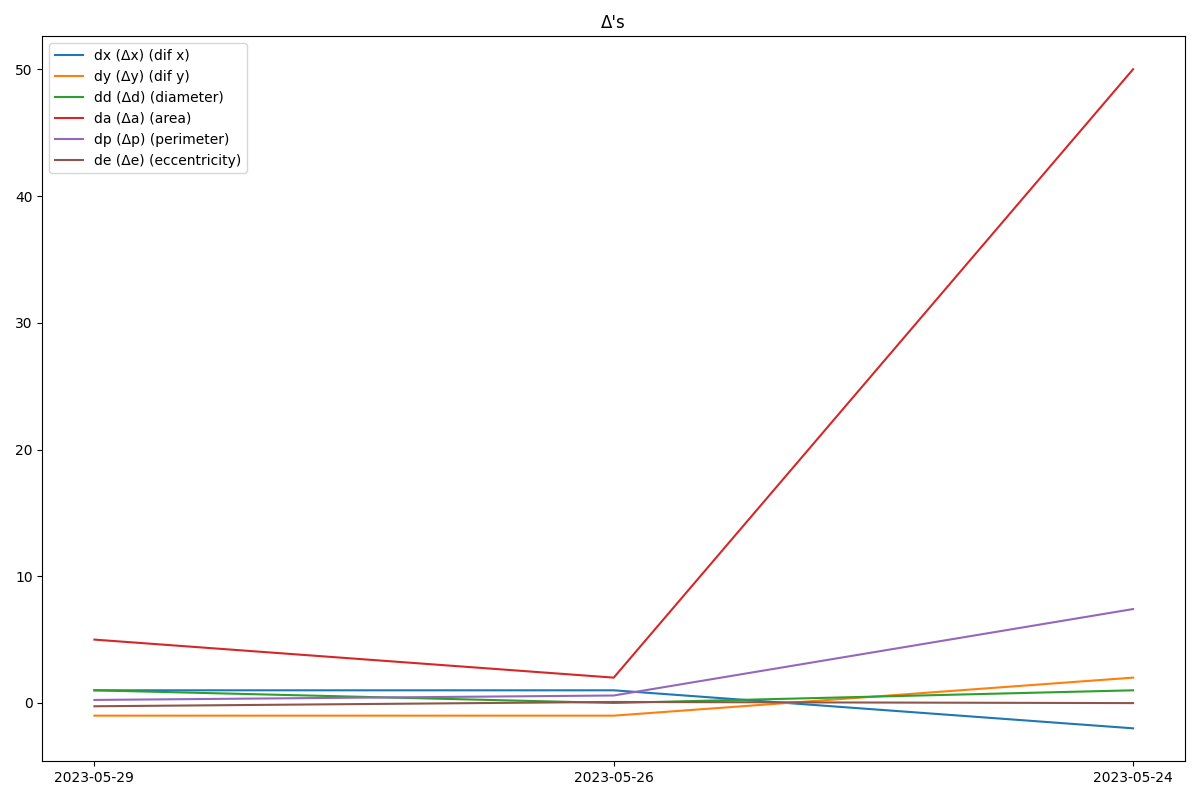 Δ's
dx (Δx) (dif x)
dy (Δy) (dif y)
dd (Δd) (diameter)
da (Δa) (area)
dp (Δp) (perimeter)
de (Δe) (eccentricity)
50
40
30
20
10
0
2023-05-29
2023-05-26
2023-05-24